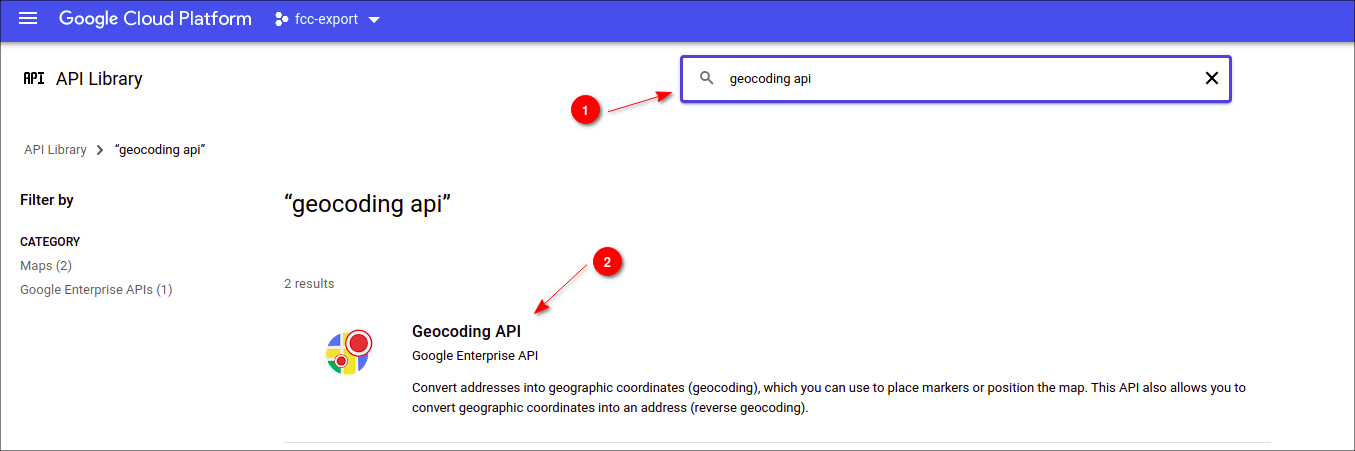 Google Cloud Platform fcc-export
API API Library
geocoding api
1
API Library “geocoding api”
Filter by
“geocoding api”
CATEGORY
Maps (2)
Google Enterprise APIs (1)
2
2 results
Geocoding API
Google Enterprise API
Convert addresses into geographic coordinates (geocoding), which you can use to place markers or position the map. This API also allows you to
convert geographic coordinates into an address (reverse geocoding).